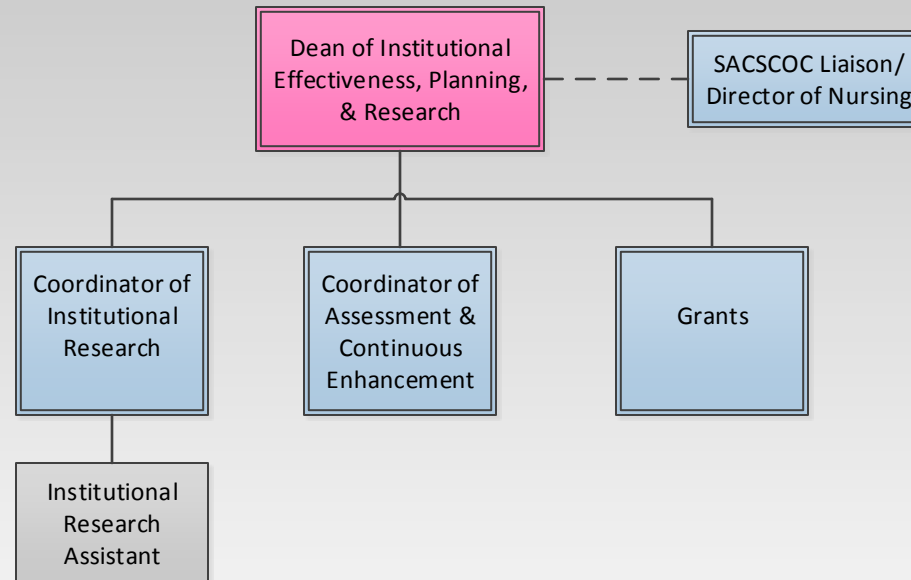 Dean of Institutional
Effectiveness, Planning,
& Research
SACSCOC Liaison/
Director of Nursing
Coordinator of
Institutional
Research
Coordinator of
Assessment &
Continuous
Enhancement
Grants
Institutional
Research
Assistant